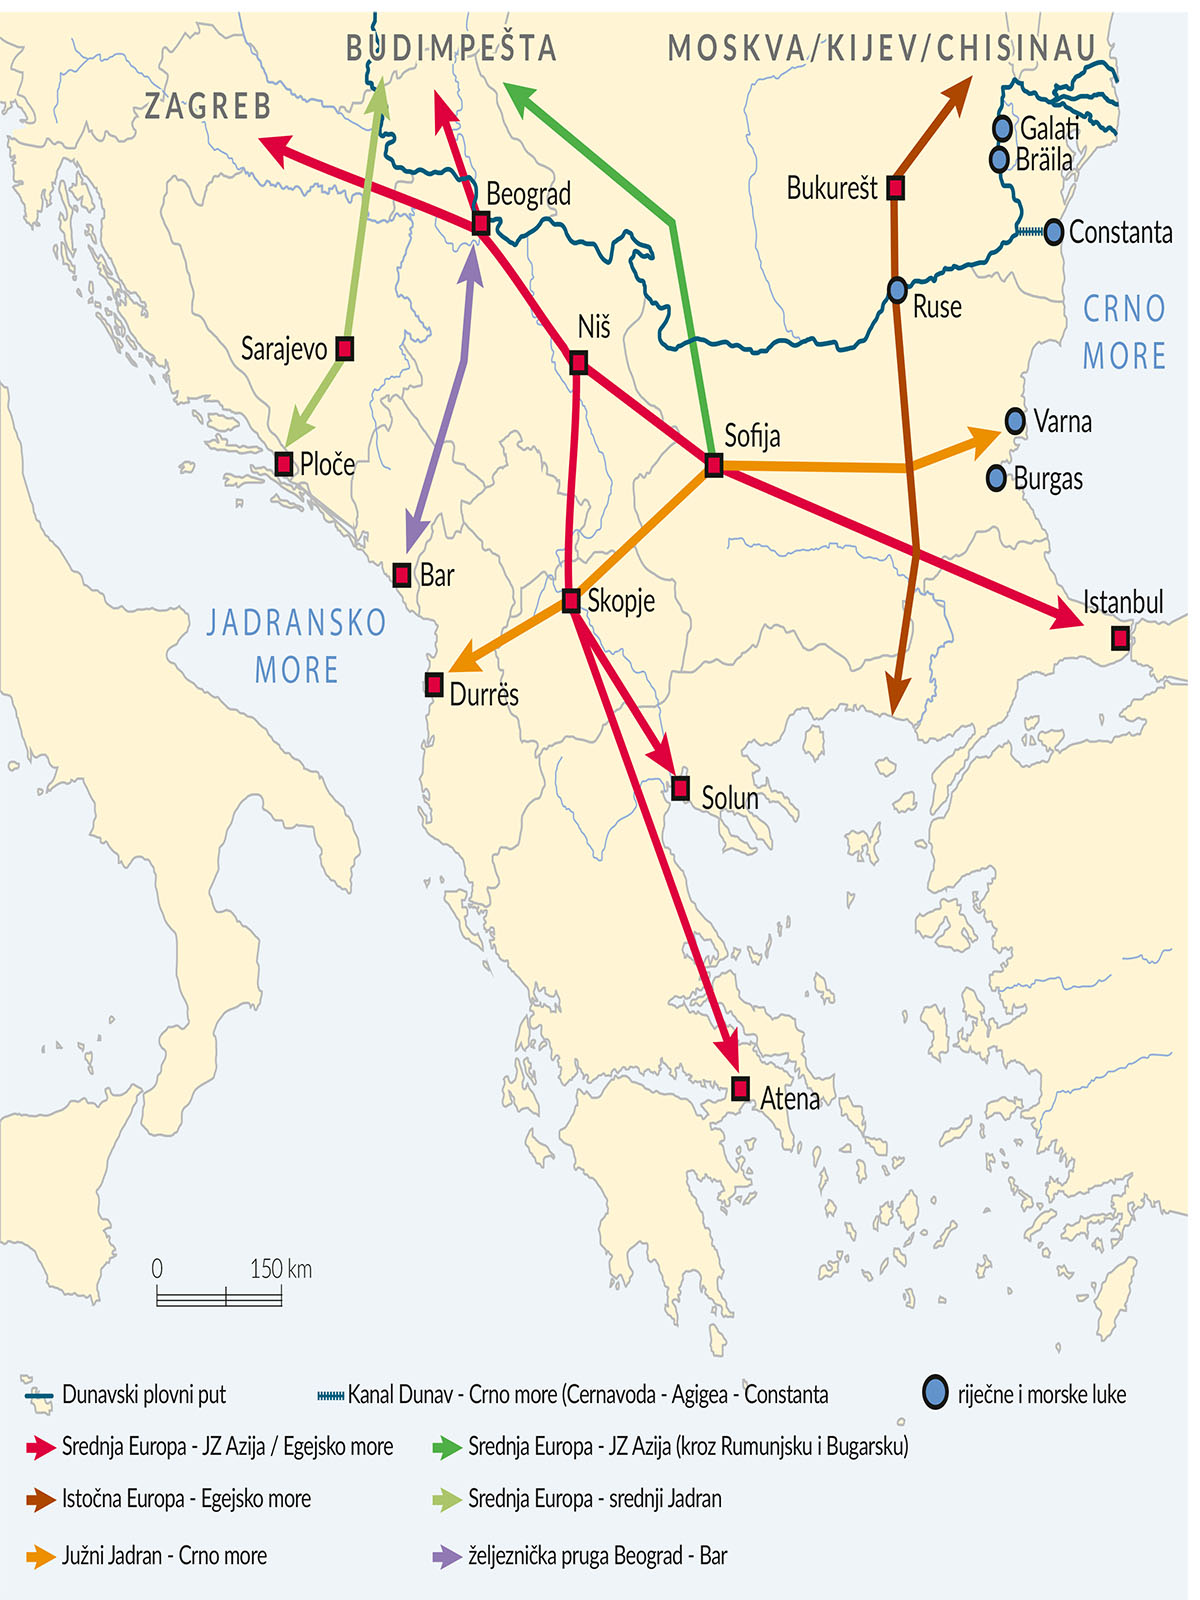 BUDIMPEŠTA
MOSKVA/KIJEV/CHISINAU
ZAGREB
Galati
Bräila
Bukurešt
Beograd
Constanta
Ruse
CRNO
MORE
Niš
Sarajevo
Varna
Sofija
Ploče
Burgas
Bar
Skopje
Istanbul
JADRANSKO
MORE
Durrës
Solun
Atena
0 150 km
Dunavski plovni put
Kanal Dunav - Crno more (Cernavoda - Agigea - Constanta
riječne i morske luke
Srednja Europa - JZ Azija / Egejsko more
Srednja Europa - JZ Azija (kroz Rumunjsku i Bugarsku)
Istočna Europa - Egejsko more
Srednja Europa - srednji Jadran
Južni Jadran - Crno more
željeznička pruga Beograd - Bar